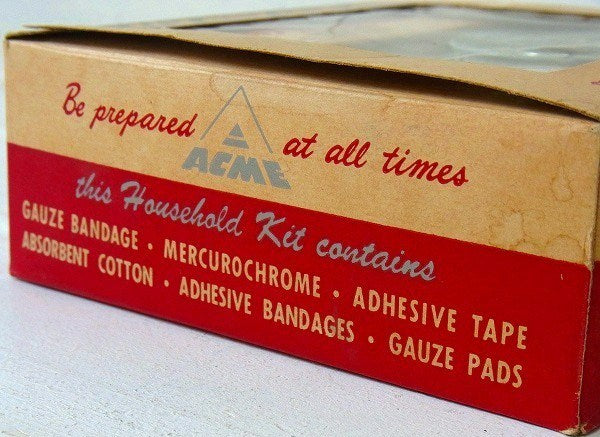 Be prepared ACME at all times
this Household Kit contains
GAUZE BANDAGE • MERCUROCHROME • ADHESIVE TAPE
ABSORBENT COTTON • ADHESIVE BANDAGES • GAUZE PADS